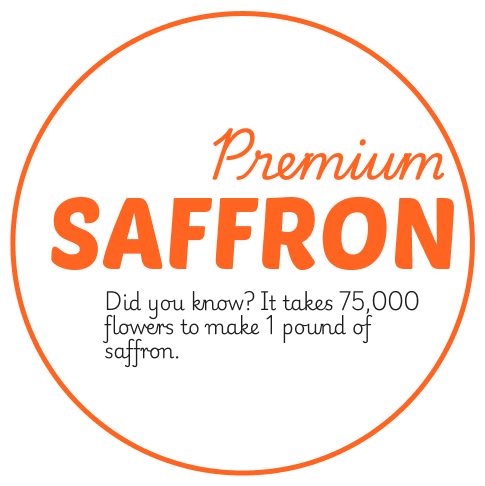 Premium
SAFFRON
Did you know? It takes 75,000
flowers to make 1 pound of
saffron.